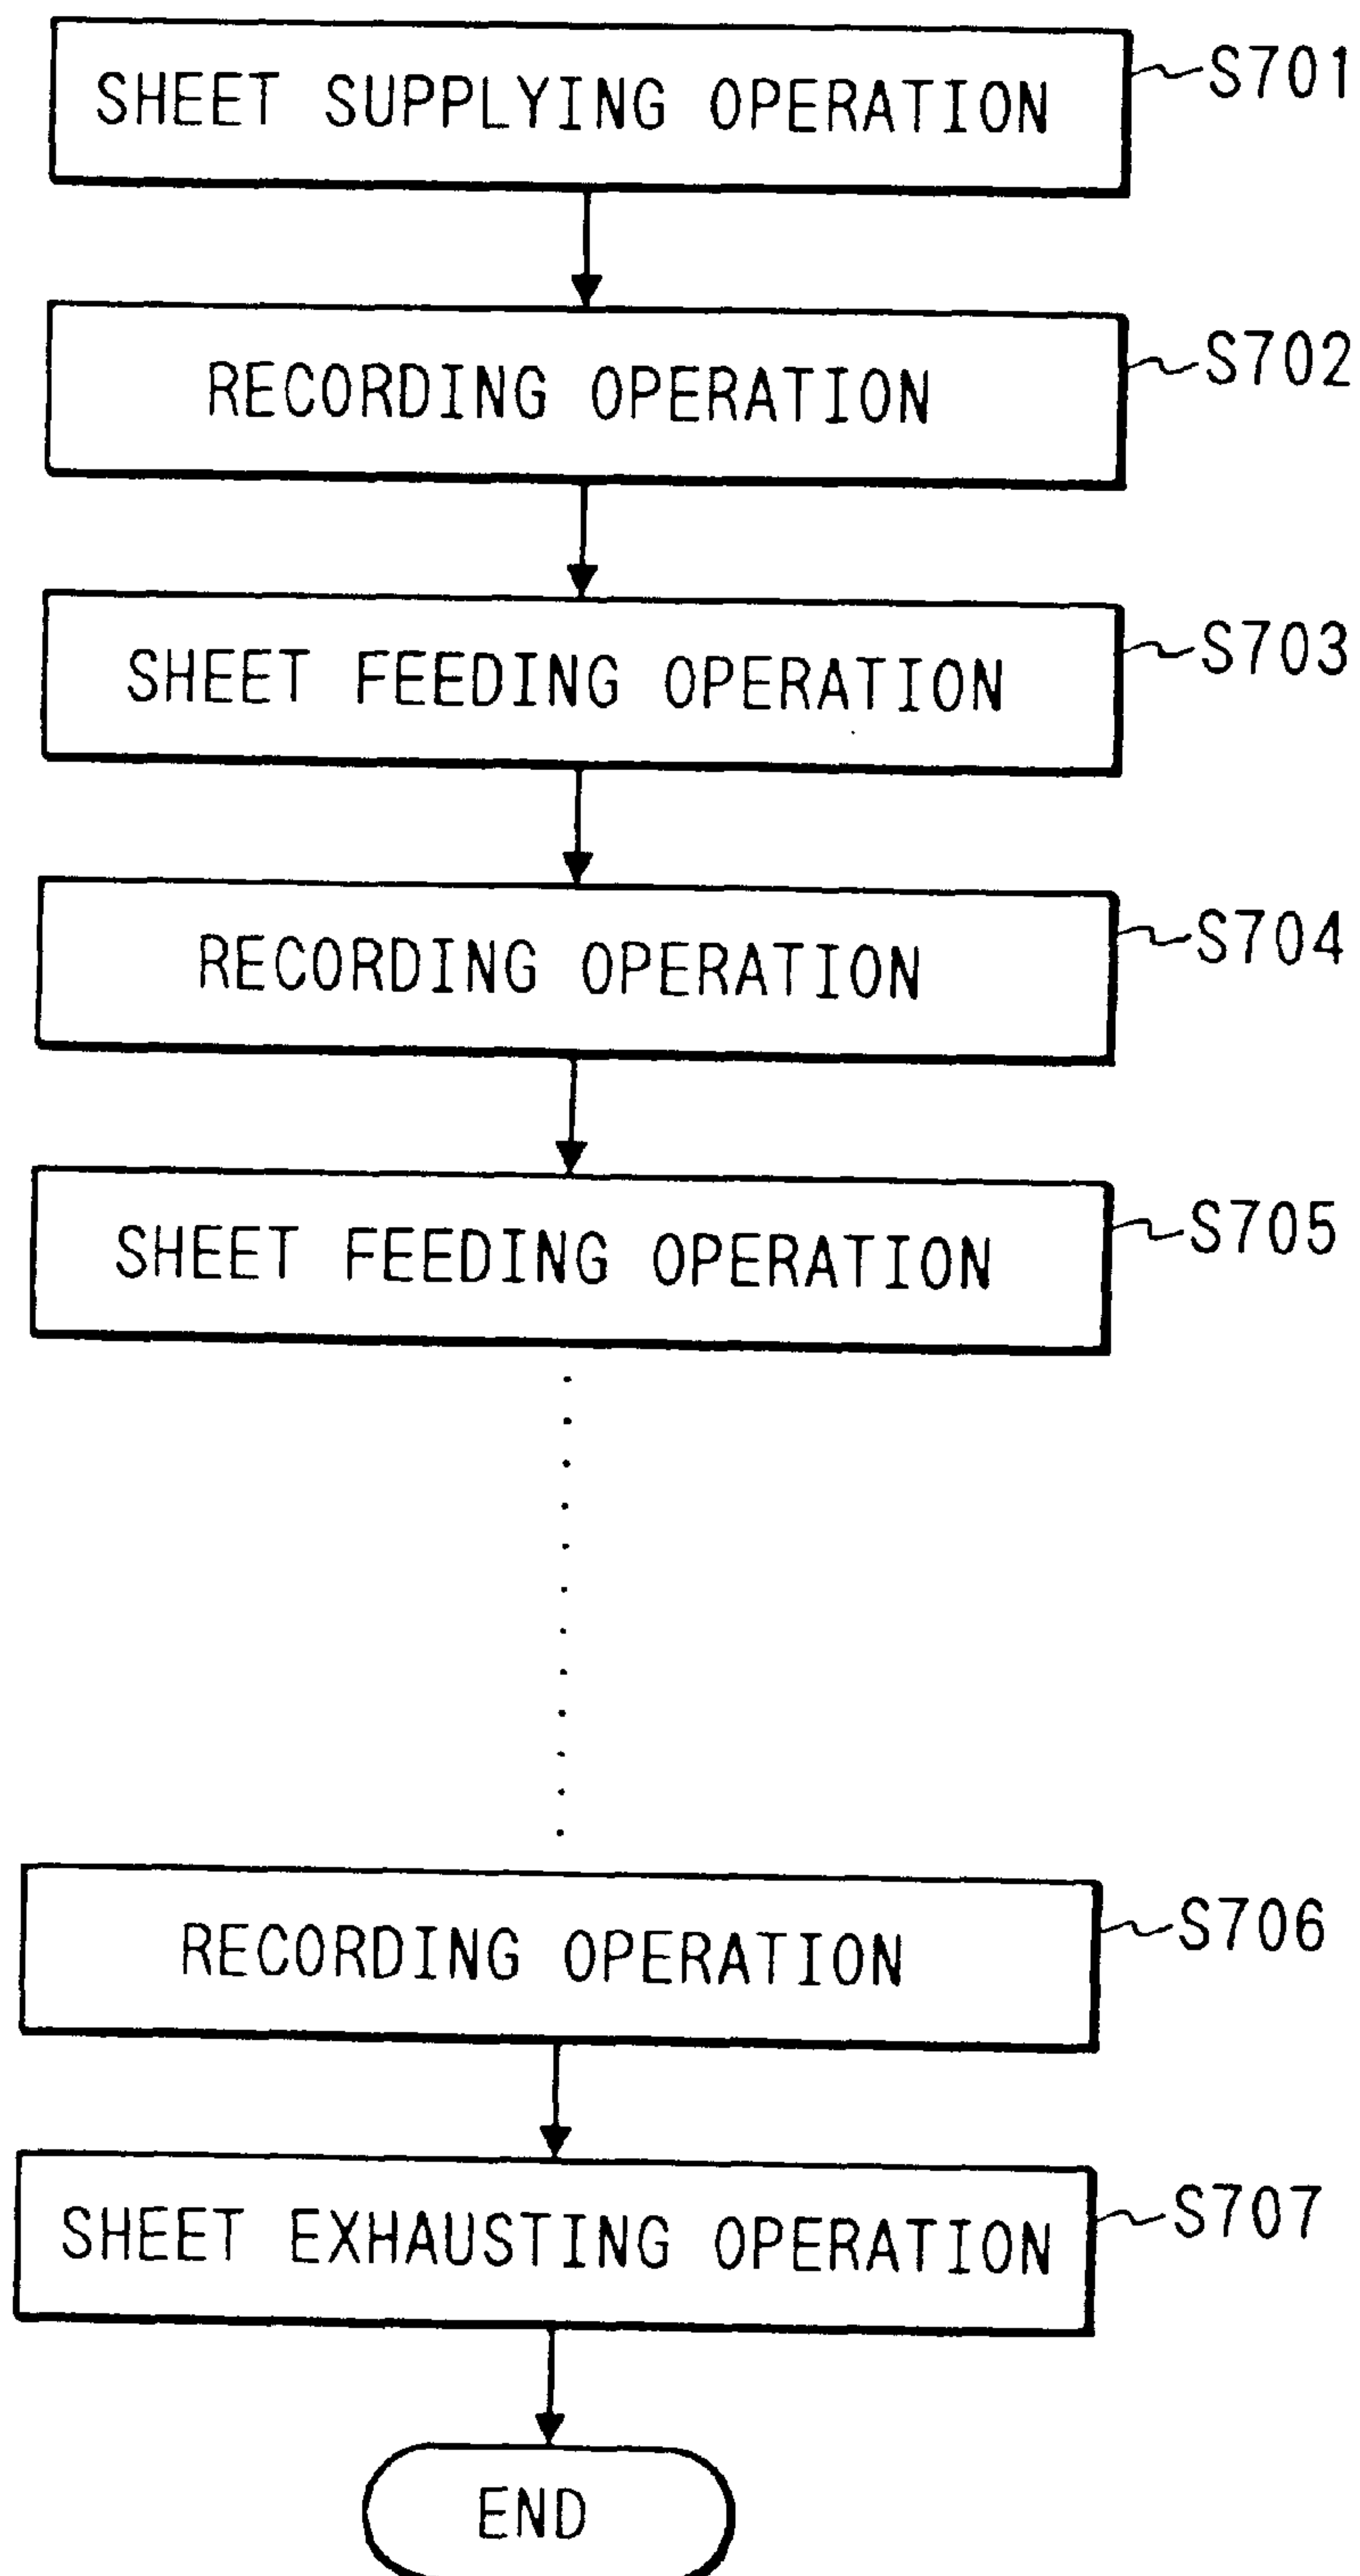 SHEET SUPPLYING OPERATION
S701
RECORDING OPERATION
S702
SHEET FEEDING OPERATION
S703
RECORDING OPERATION
S704
SHEET FEEDING OPERATION
S705
RECORDING OPERATION
S706
SHEET EXHAUSTING OPERATION
S707
END